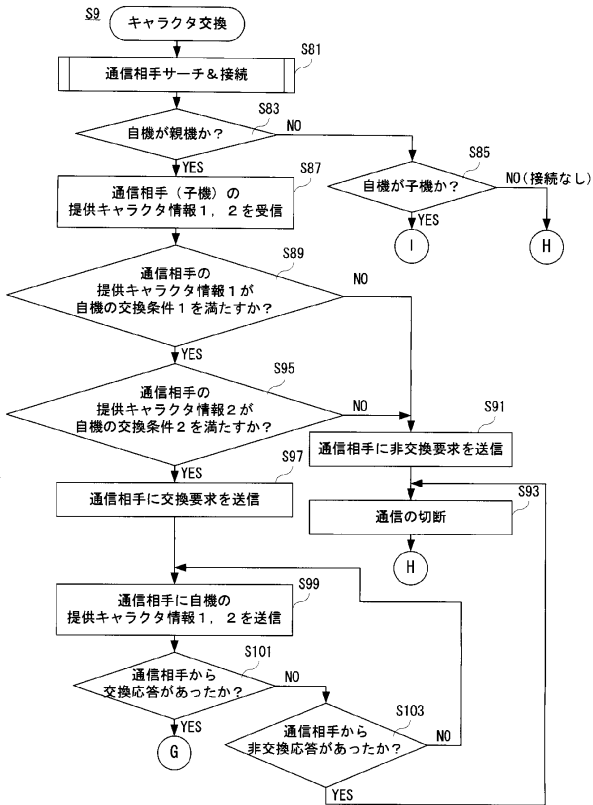 S9
キャラクタ交換
S81
通信相手サーチ＆接続
S83
自機が親機か？
NO
YES
S85
自機が子機か？
NO(接続なし)
YES
I
H
S87
通信相手（子機）の
提供キャラクタ情報１，２を受信
S89
通信相手の
提供キャラクタ情報１が
自機の交換条件１を満たすか？
NO
YES
S95
通信相手の
提供キャラクタ情報２が
自機の交換条件２を満たすか？
NO
YES
S91
通信相手に非交換要求を送信
S93
通信の切断
H
S97
通信相手に交換要求を送信
S99
通信相手に自機の
提供キャラクタ情報１，２を送信
S101
通信相手から
交換応答があったか？
NO
YES
G
S103
通信相手から
非交換応答があったか？
NO
YES